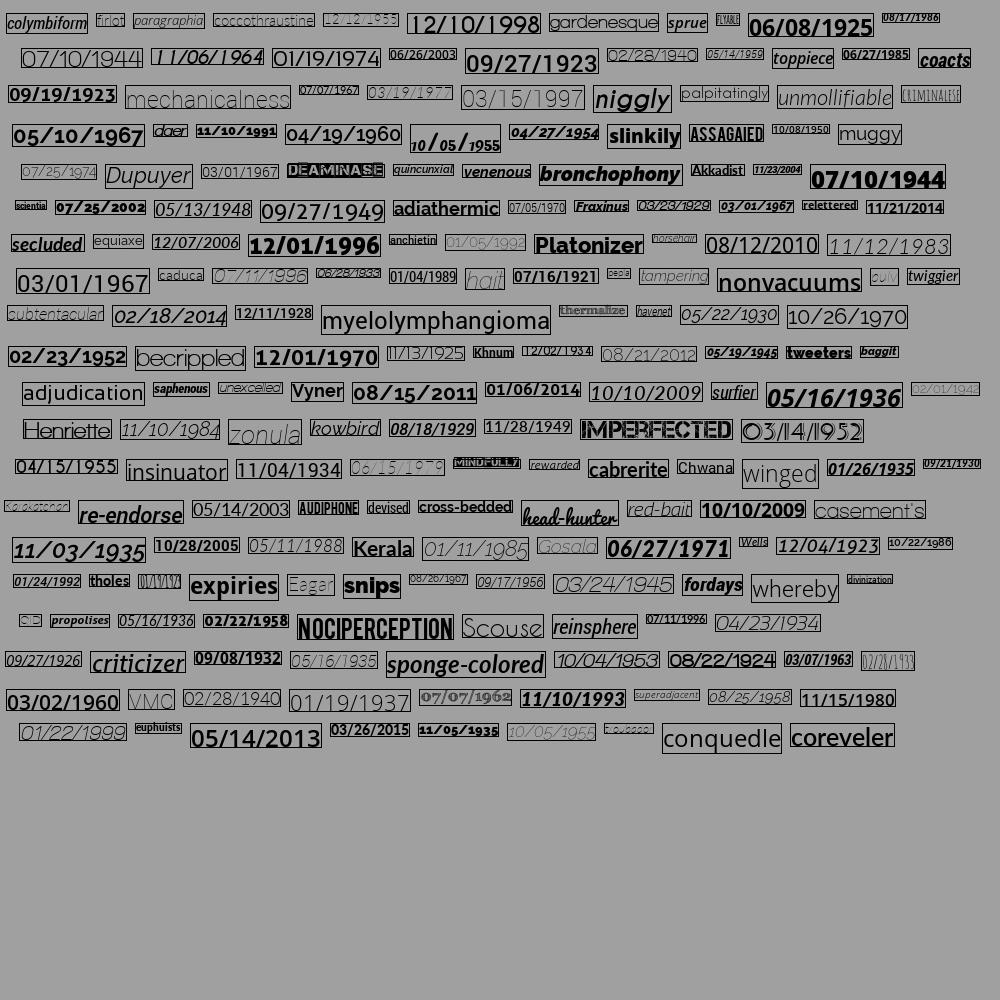 colymbiform firlot paragraphia coccothraustine 12/12/1955 12/10/1998 gardenesque sprue FLYABLE 06/08/1925 08/17/1986
07/10/1944 11/06/1964 01/19/1974 06/26/2003 09/27/1923 02/28/1940 05/14/1959 toppiece 06/27/1985 coacts
09/19/1923 mechanicalness 07/07/1967 03/19/1977 03/15/1997 niggly palpitatingly unmollifiable CRIMINALESE
05/10/1967 daer 11/10/1991 04/19/1960 10/05/1955 04/27/1954 slinkily ASSAGAIED 10/08/1950 muggy
07/25/1974 Dupuyer 03/01/1967 DEAMINASE quincunxial venenous bronchophony Akkadist 11/23/2004 07/10/1944
scientia 07/25/2002 05/13/1948 09/27/1949 adiathermic 07/05/1970 Fraxinus 03/23/1929 03/01/1967 relettered 11/21/2014
secluded equiaxe 12/07/2006 12/01/1996 anchietin 01/05/1992 Platonizer horsehair 08/12/2010 11/12/1983
03/01/1967 caduca 07/11/1996 06/28/1933 01/04/1989 hait 07/16/1921 tampering nonvacuums twiggier
subtentacular 02/18/2014 12/11/1928 myelolymphangioma thermalize havenet 05/22/1930 10/26/1970
02/23/1952 becrippled 12/01/1970 11/13/1925 Khnum 12/02/1934 08/21/2012 05/19/1945 tweeters baggit
adjudication saphenous unexcelled Vyner 08/15/2011 01/06/2014 10/10/2009 surfier 05/16/1936 02/01/1942
Henriette 11/10/1984 zonula kowbird 08/18/1929 11/28/1949 IMPERFECTED 03/14/1952
04/15/1955 insinuator 11/04/1934 06/15/1979 MINDFULLY rewarded cabrerite Chwana winged 01/26/1935 09/21/1930
Karakatchan re-endorse 05/14/2003 AUDIPHONE devised cross-bedded head-hunter red-bait 10/10/2009 casement's
11/03/1935 10/28/2005 05/11/1988 Kerala 01/11/1985 Gosala 06/27/1971 Wells 12/04/1923 10/22/1986
01/24/1992 tholes 01/19/1973 expiries Eagar snips 08/26/1967 09/17/1956 03/24/1945 fordays whereby divinization
CID propolises 05/16/1936 02/22/1958 NOCIPERCEPTION Scouse reinsphere 07/11/1996 04/23/1934
09/27/1926 criticizer 09/08/1932 05/16/1935 sponge-colored 10/04/1953 08/22/1924 03/07/1963 02/28/1933
03/02/1960 VMC 02/28/1940 01/19/1937 07/07/1962 11/10/1993 superadjacent 08/25/1958 11/15/1980
01/22/1999 euphuists 05/14/2013 03/26/2015 11/05/1935 10/05/1955 conquedle coreveler